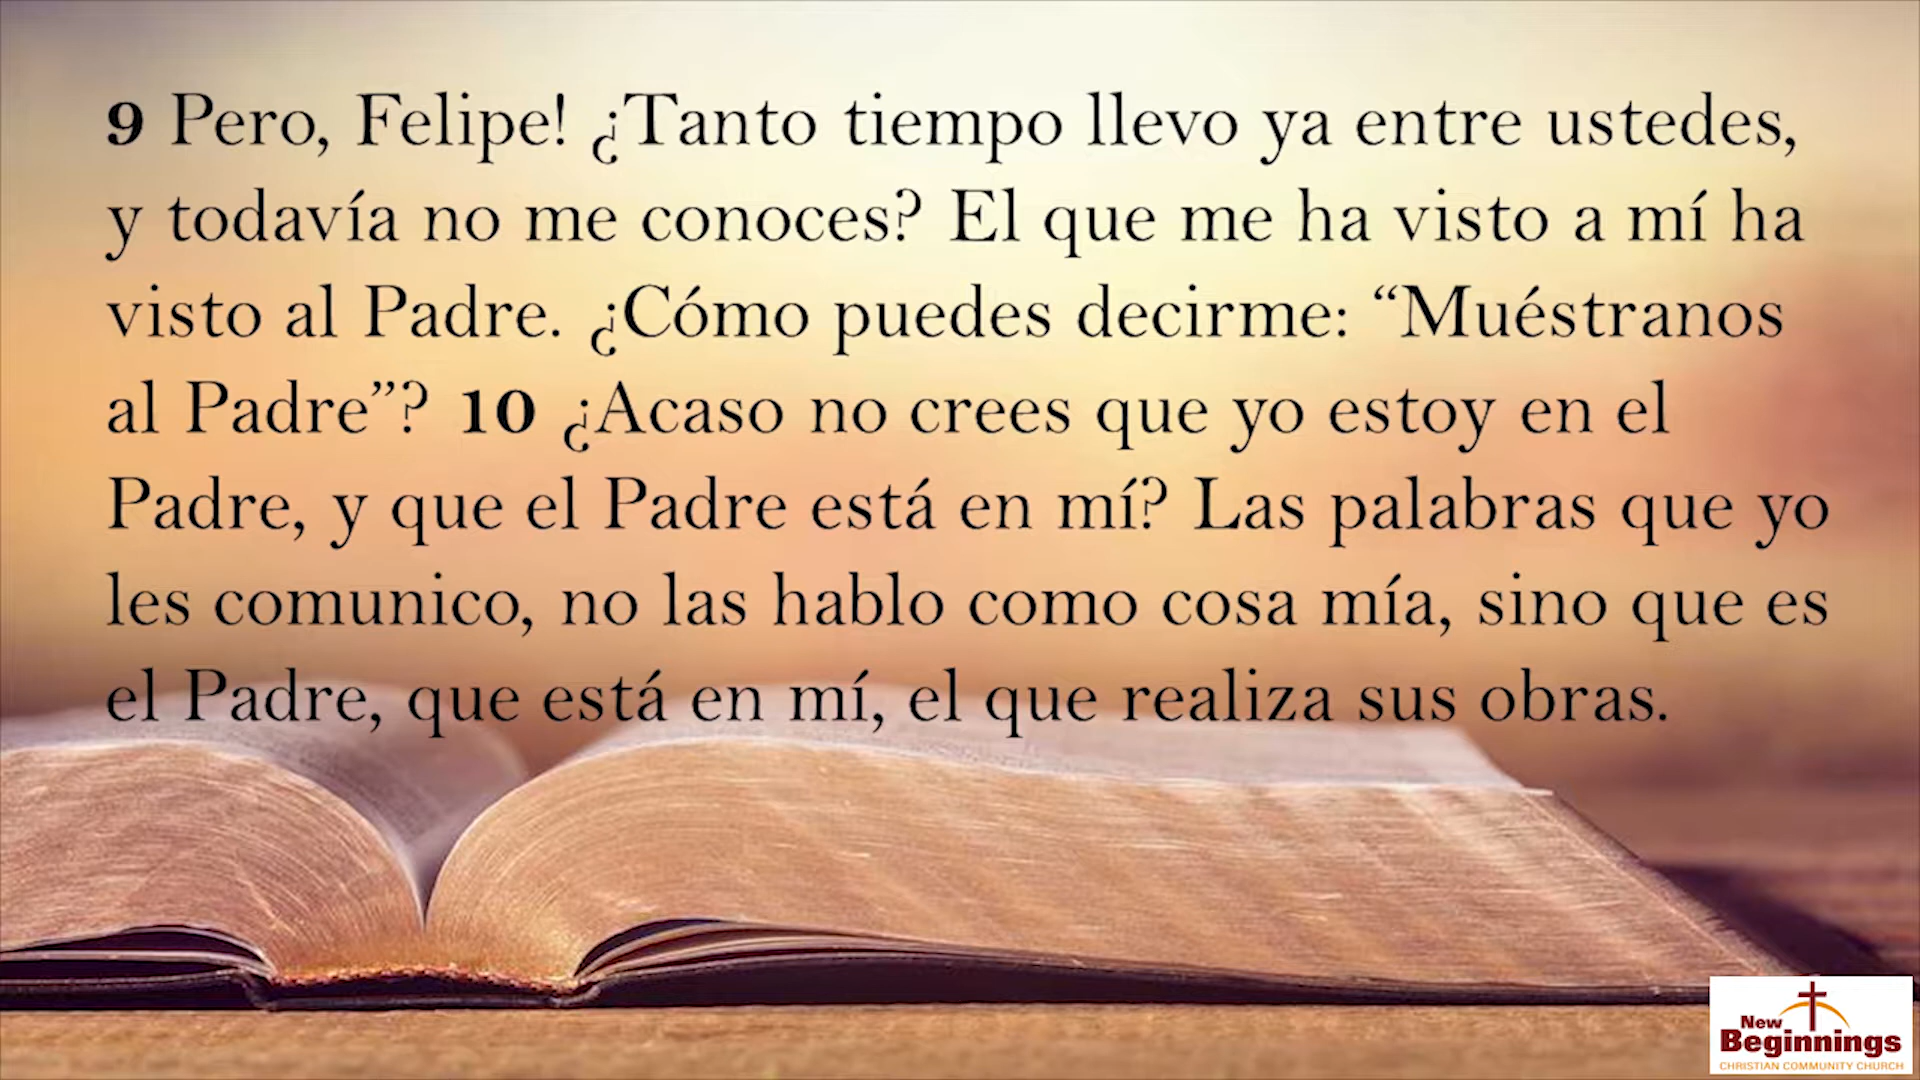 9 Pero, Felipe! ¿Tanto tiempo llevo ya entre ustedes,
y todavía no me conoces? El que me ha visto a mí ha
visto al Padre. ¿Cómo puedes decirme: “Muéstranos
al Padre”? 10 ¿Acaso no crees que yo estoy en el
Padre, y que el Padre está en mí? Las palabras que yo
les comunico, no las hablo como cosa mía, sino que es
el Padre, que está en mí, el que realiza sus obras.
New
Beginnings
CHRISTIAN COMMUNITY CHURCH